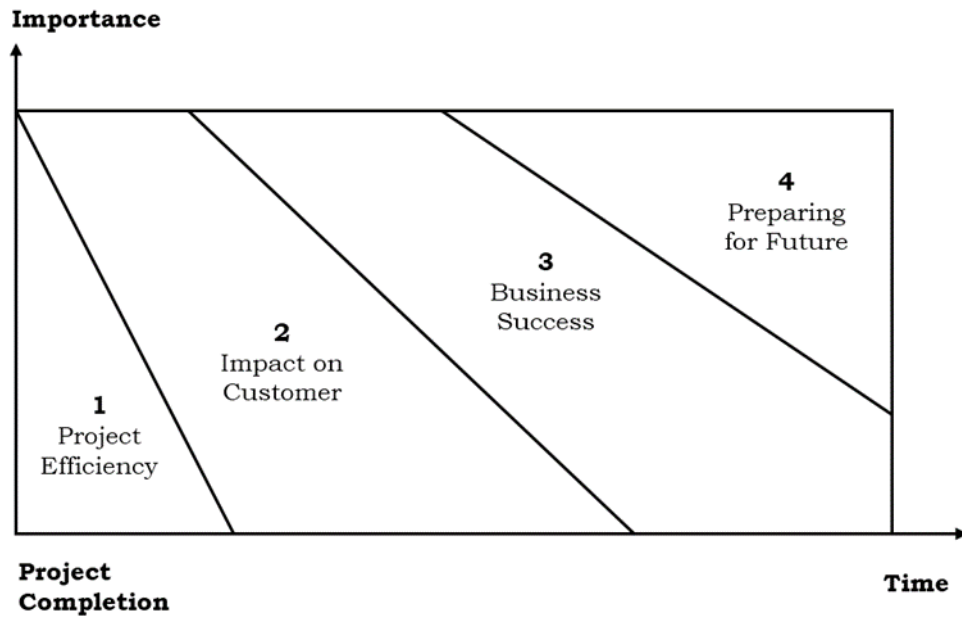 Importance
4
Preparing
for Future
3
Business
Success
2
Impact on
Customer
1
Project
Efficiency
Project
Completion
Time